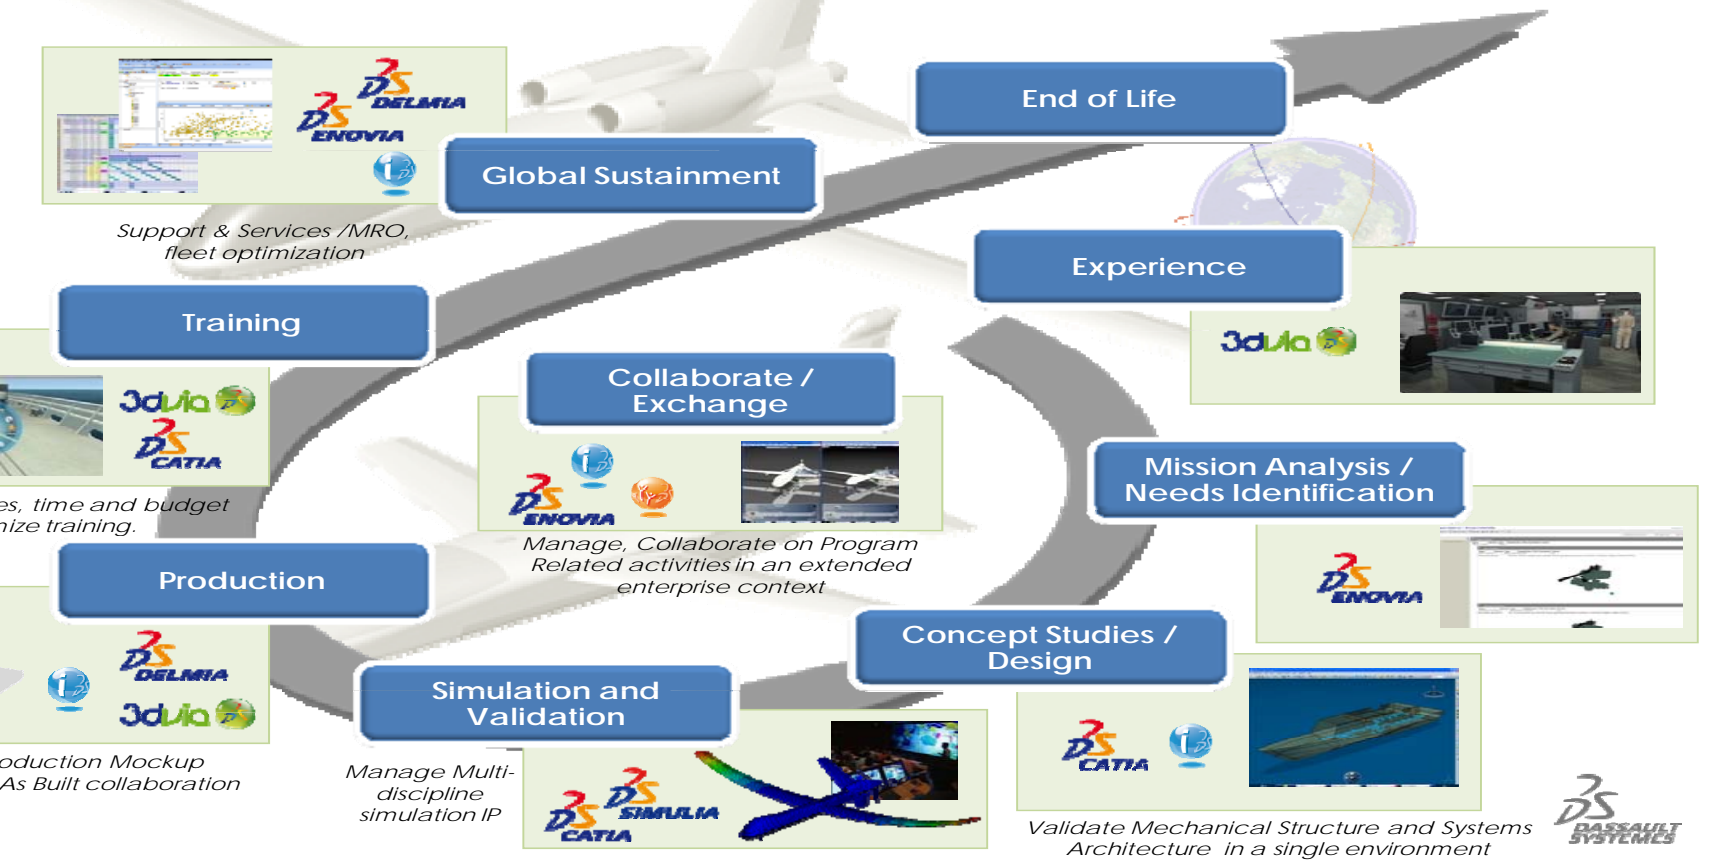 End of Life
DELMIA
ENOVIA
Global Sustainment
Support & Services /MRO,
fleet optimization
Experience
3dvia
Training
3dvia
CATIA
es, time and budget
nize training.
Collaborate /
Exchange
ENOVIA
Manage, Collaborate on Program
Related activities in an extended
enterprise context
Mission Analysis /
Needs Identification
ENOVIA
Production
DELMIA
3dvia
oduction Mockup
As Built collaboration
Concept Studies /
Design
CATIA
Validate Mechanical Structure and Systems
Architecture in a single environment
Simulation and
Validation
Manage Multi-
discipline
simulation IP
SIMULIA
CATIA
DASSAULT
SYSTEMES